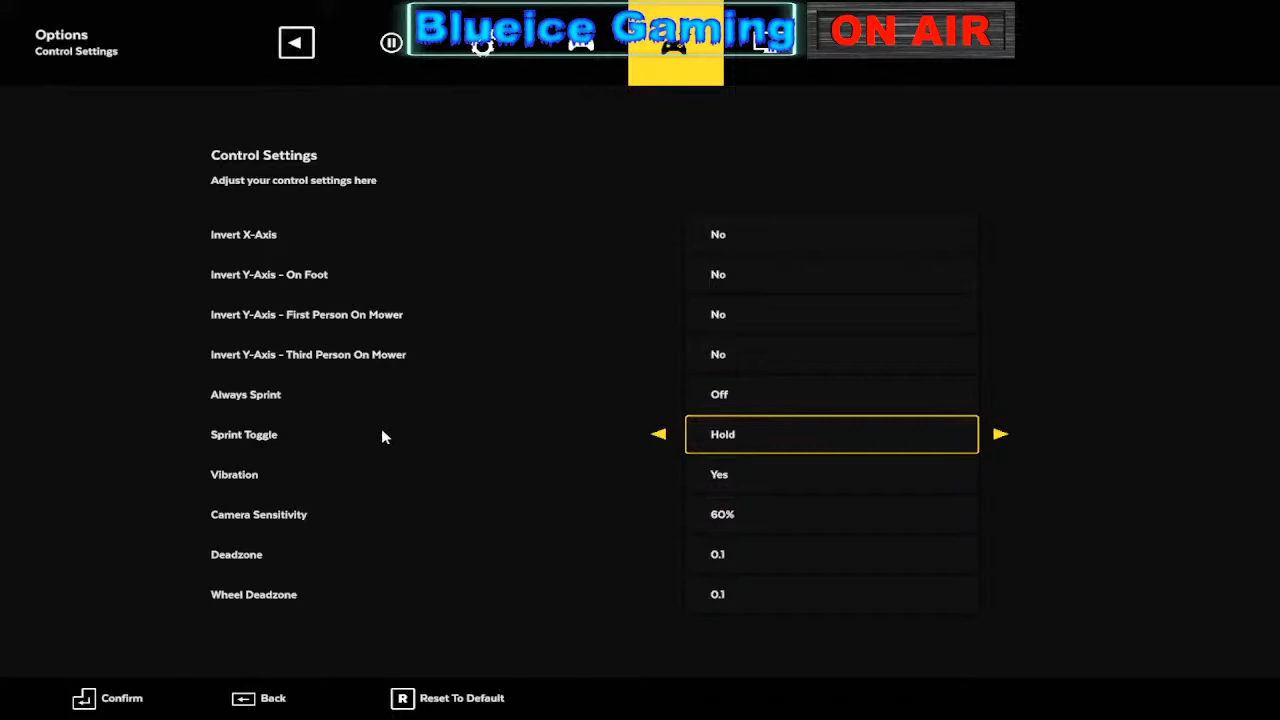 Options
Control Settings
Blueice Gaming
ON AIR
Control Settings
Adjust your control settings here
Invert X-Axis No
Invert Y-Axis - On Foot No
Invert Y-Axis - First Person On Mower No
Invert Y-Axis - Third Person On Mower No
Always Sprint Off
Sprint Toggle Hold
Vibration Yes
Camera Sensitivity 60%
Deadzone 0.1
Wheel Deadzone 0.1
Confirm Back R Reset To Default